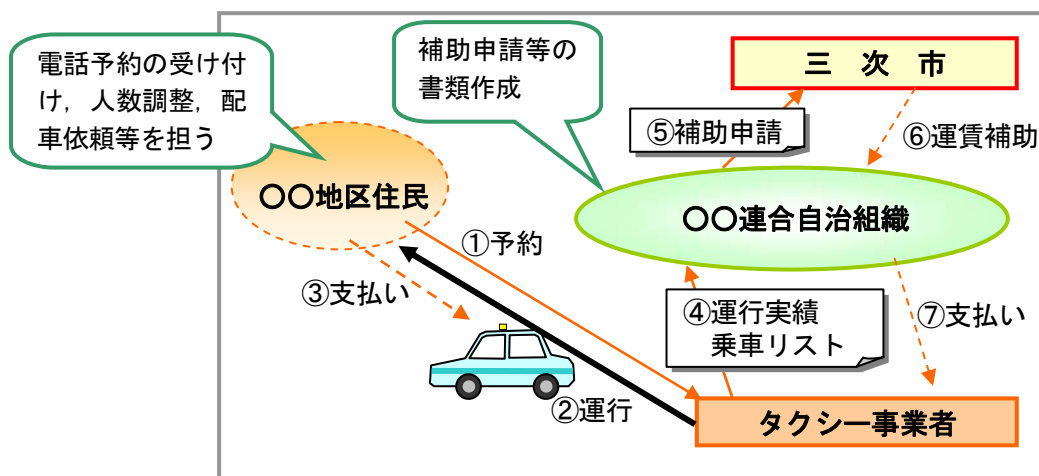 電話予約の受け付
け，人数調整，配
車依頼等を担う
補助申請等の
書類作成
三 次 市
⑤補助申請
⑥運賃補助
〇〇地区住民
〇〇連合自治組織
①予約
③支払い
④運行実績
乗車リスト
⑦支払い
②運行
タクシー事業者